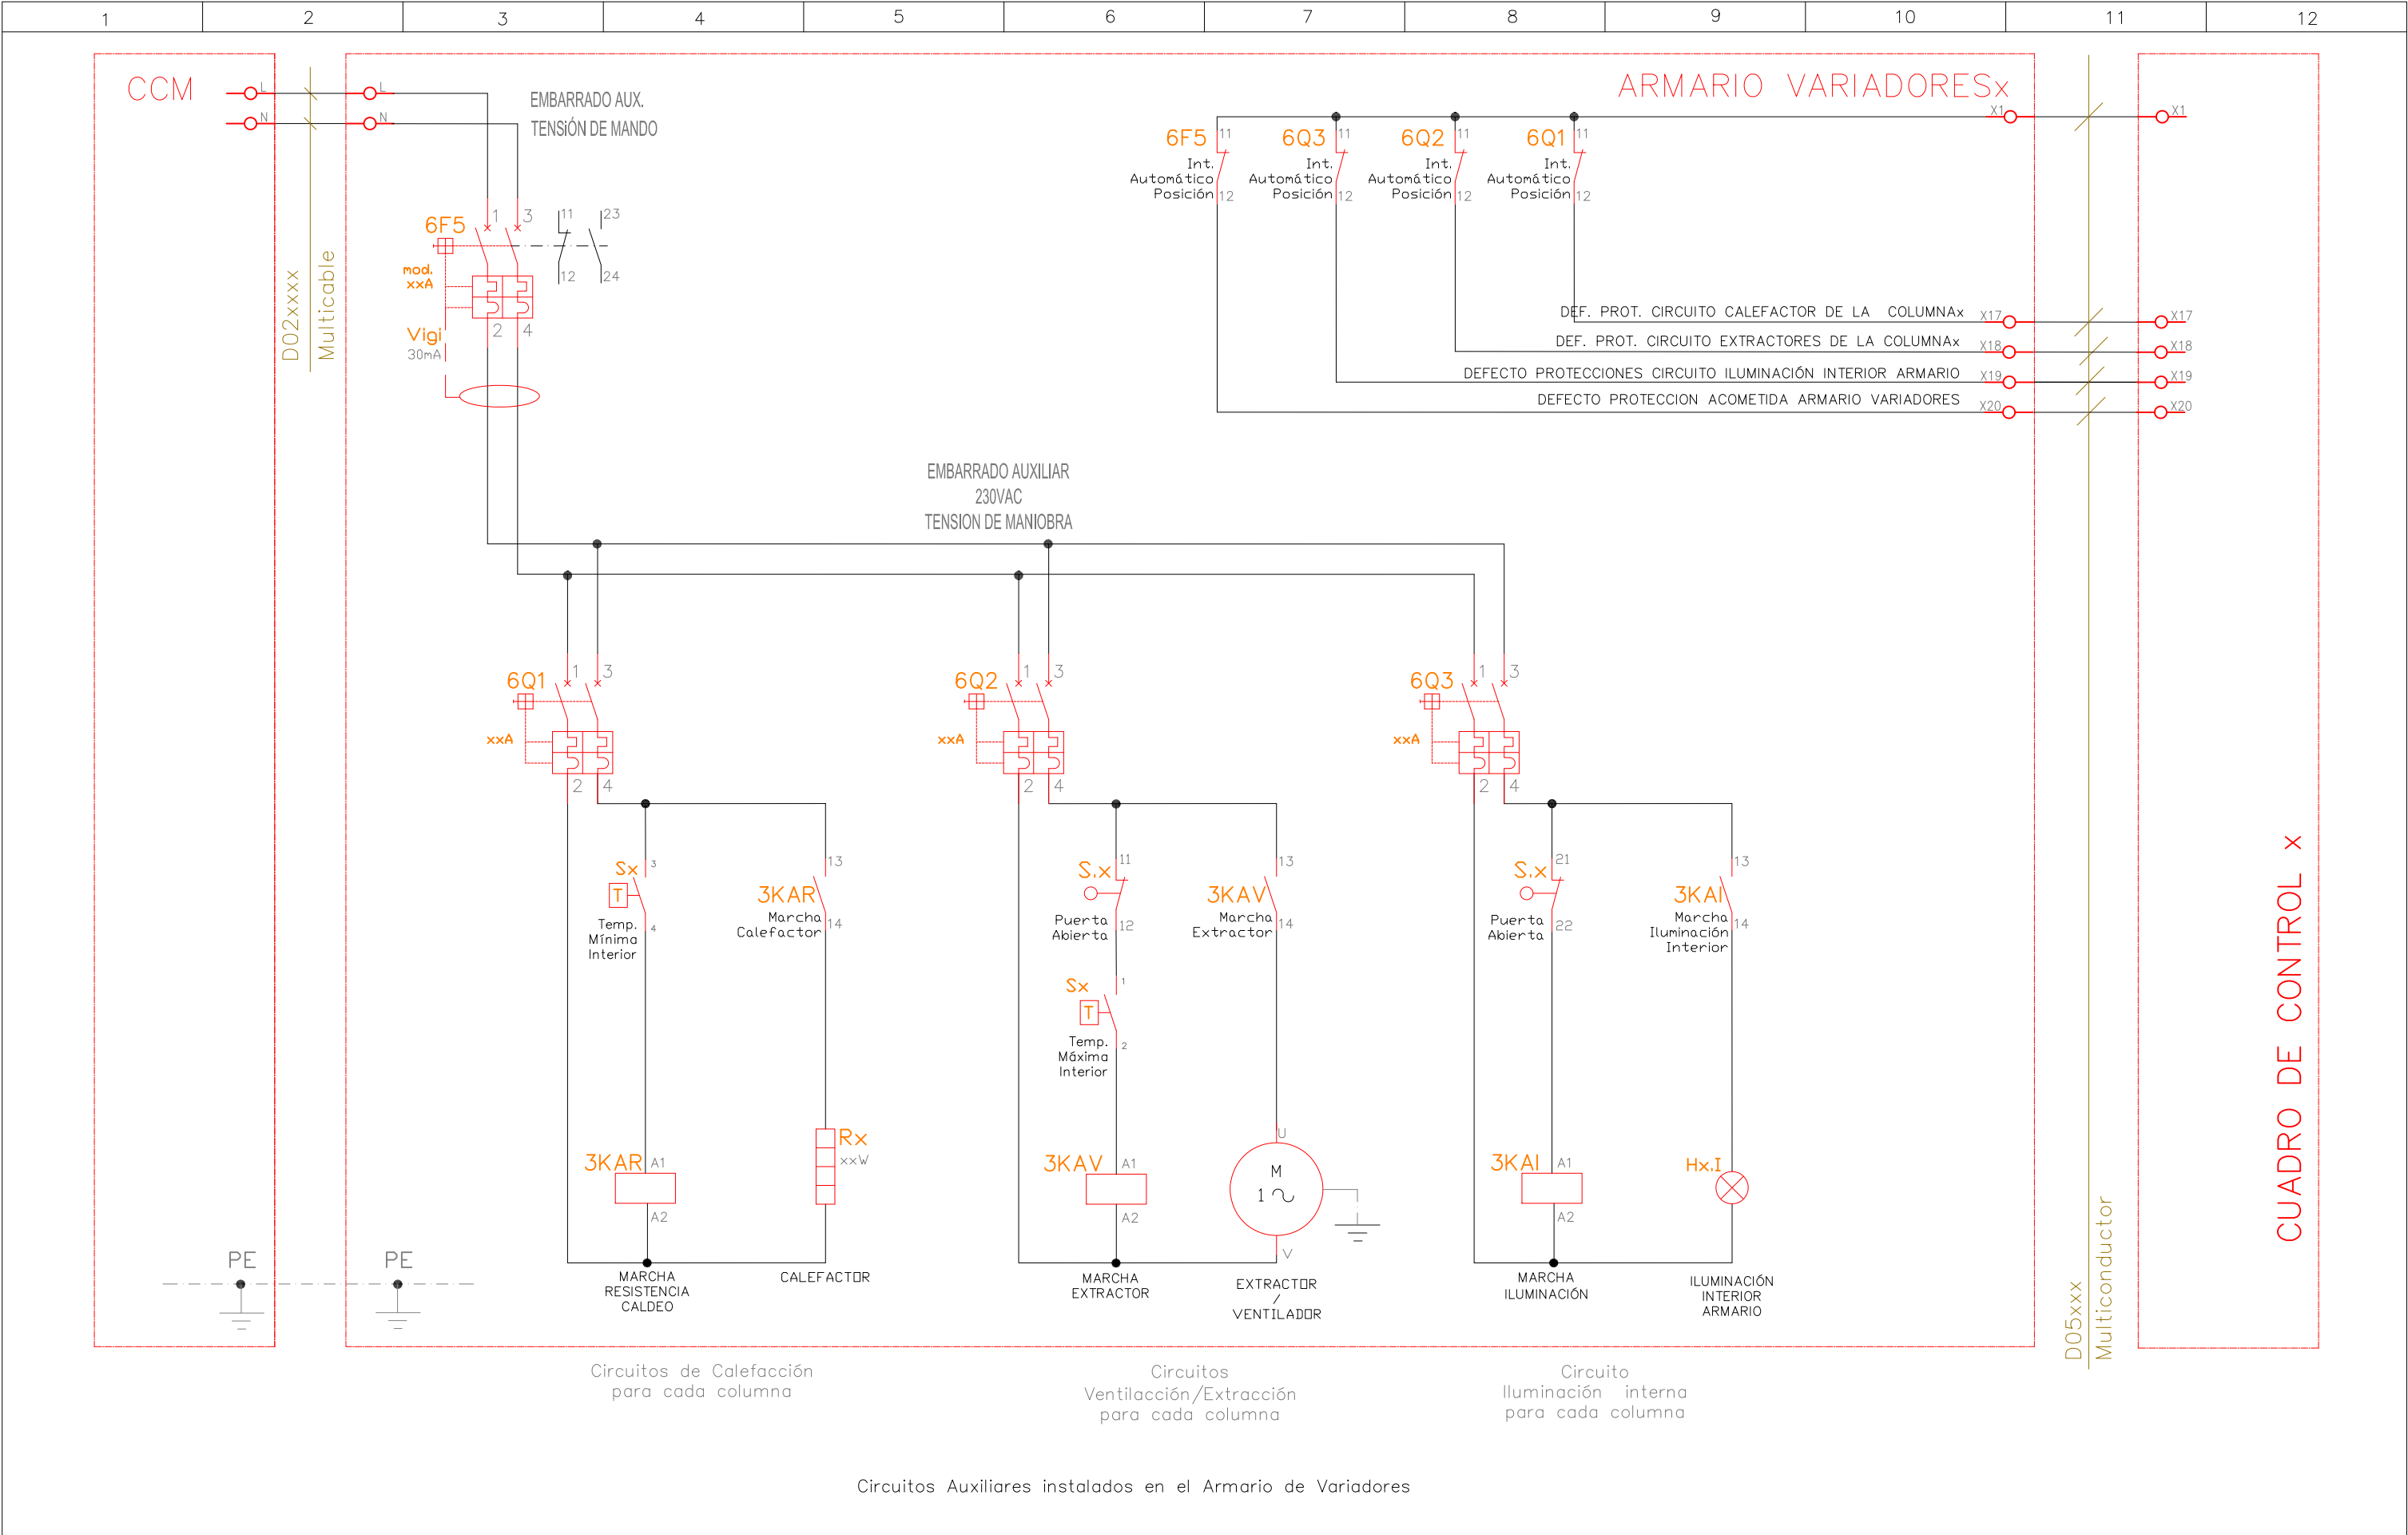 1 2 3 4 5 6 7 8 9 10 11 12
CCM
L
N
L
N
EMBARRADO AUX.
TENSIÓN DE MANDO
D02xxxx
Multicable
ARMARIO VARIADORESx
X1
X1
6F5
11
Int.
Automático
Posición
12
6Q3
11
Int.
Automático
Posición
12
6Q2
11
Int.
Automático
Posición
12
6Q1
11
Int.
Automático
Posición
12
6F5
1
3
11
23
mod.
xxA
12
24
Vigi
30mA
2
4
DEF. PROT. CIRCUITO CALEFACTOR DE LA COLUMNAx
X17
X17
DEF. PROT. CIRCUITO EXTRACTORES DE LA COLUMNAx
X18
X18
DEFECTO PROTECCIONES CIRCUITO ILUMINACIÓN INTERIOR ARMARIO
X19
X19
DEFECTO PROTECCION ACOMETIDA ARMARIO VARIADORES
X20
X20
EMBARRADO AUXILIAR
230VAC
TENSION DE MANIOBRA
6Q1
1
3
xxA
2
4
6Q2
1
3
xxA
2
4
6Q3
1
3
xxA
2
4
Sx
3
T
Temp.
Mínima
Interior
4
13
3KAR
Marcha
Calefactor
14
S.x
11
Puerta
Abierta
12
Sx
1
T
Temp.
Máxima
Interior
2
13
3KAV
Marcha
Extractor
14
S.x
21
Puerta
Abierta
22
13
3KAI
Marcha
Iluminación
Interior
14
3KAR
A1
A2
Rx
xxW
3KAV
A1
A2
U
M
1
V
3KAI
A1
A2
Hx.I
PE
PE
MARCHA
RESISTENCIA
CALDEO
CALEFACTOR
MARCHA
EXTRACTOR
EXTRACTOR
/
VENTILADOR
MARCHA
ILUMINACIÓN
ILUMINACIÓN
INTERIOR
ARMARIO
D05xxx
Multiconductor
CUADRO DE CONTROL x
Circuitos de Calefacción
para cada columna
Circuitos
Ventilacción/Extracción
para cada columna
Circuito
Iluminación interna
para cada columna
Circuitos Auxiliares instalados en el Armario de Variadores